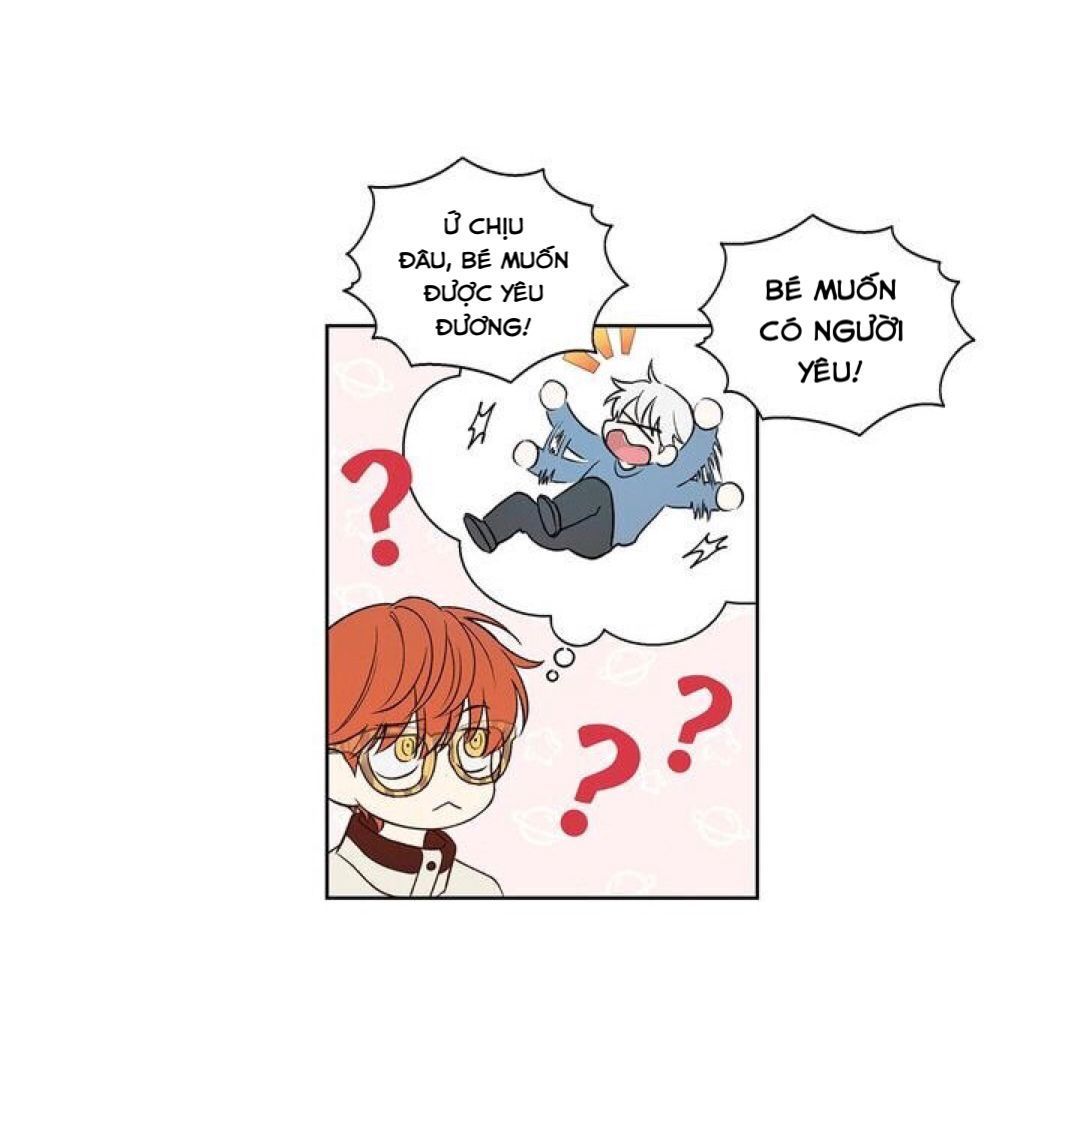 Ứ CHỊU
ĐÂU, BÉ MUỐN
ĐƯỢC YÊU
ĐƯƠNG!
BÉ MUỐN
CÓ NGƯỜI
YÊU!
?
?
?